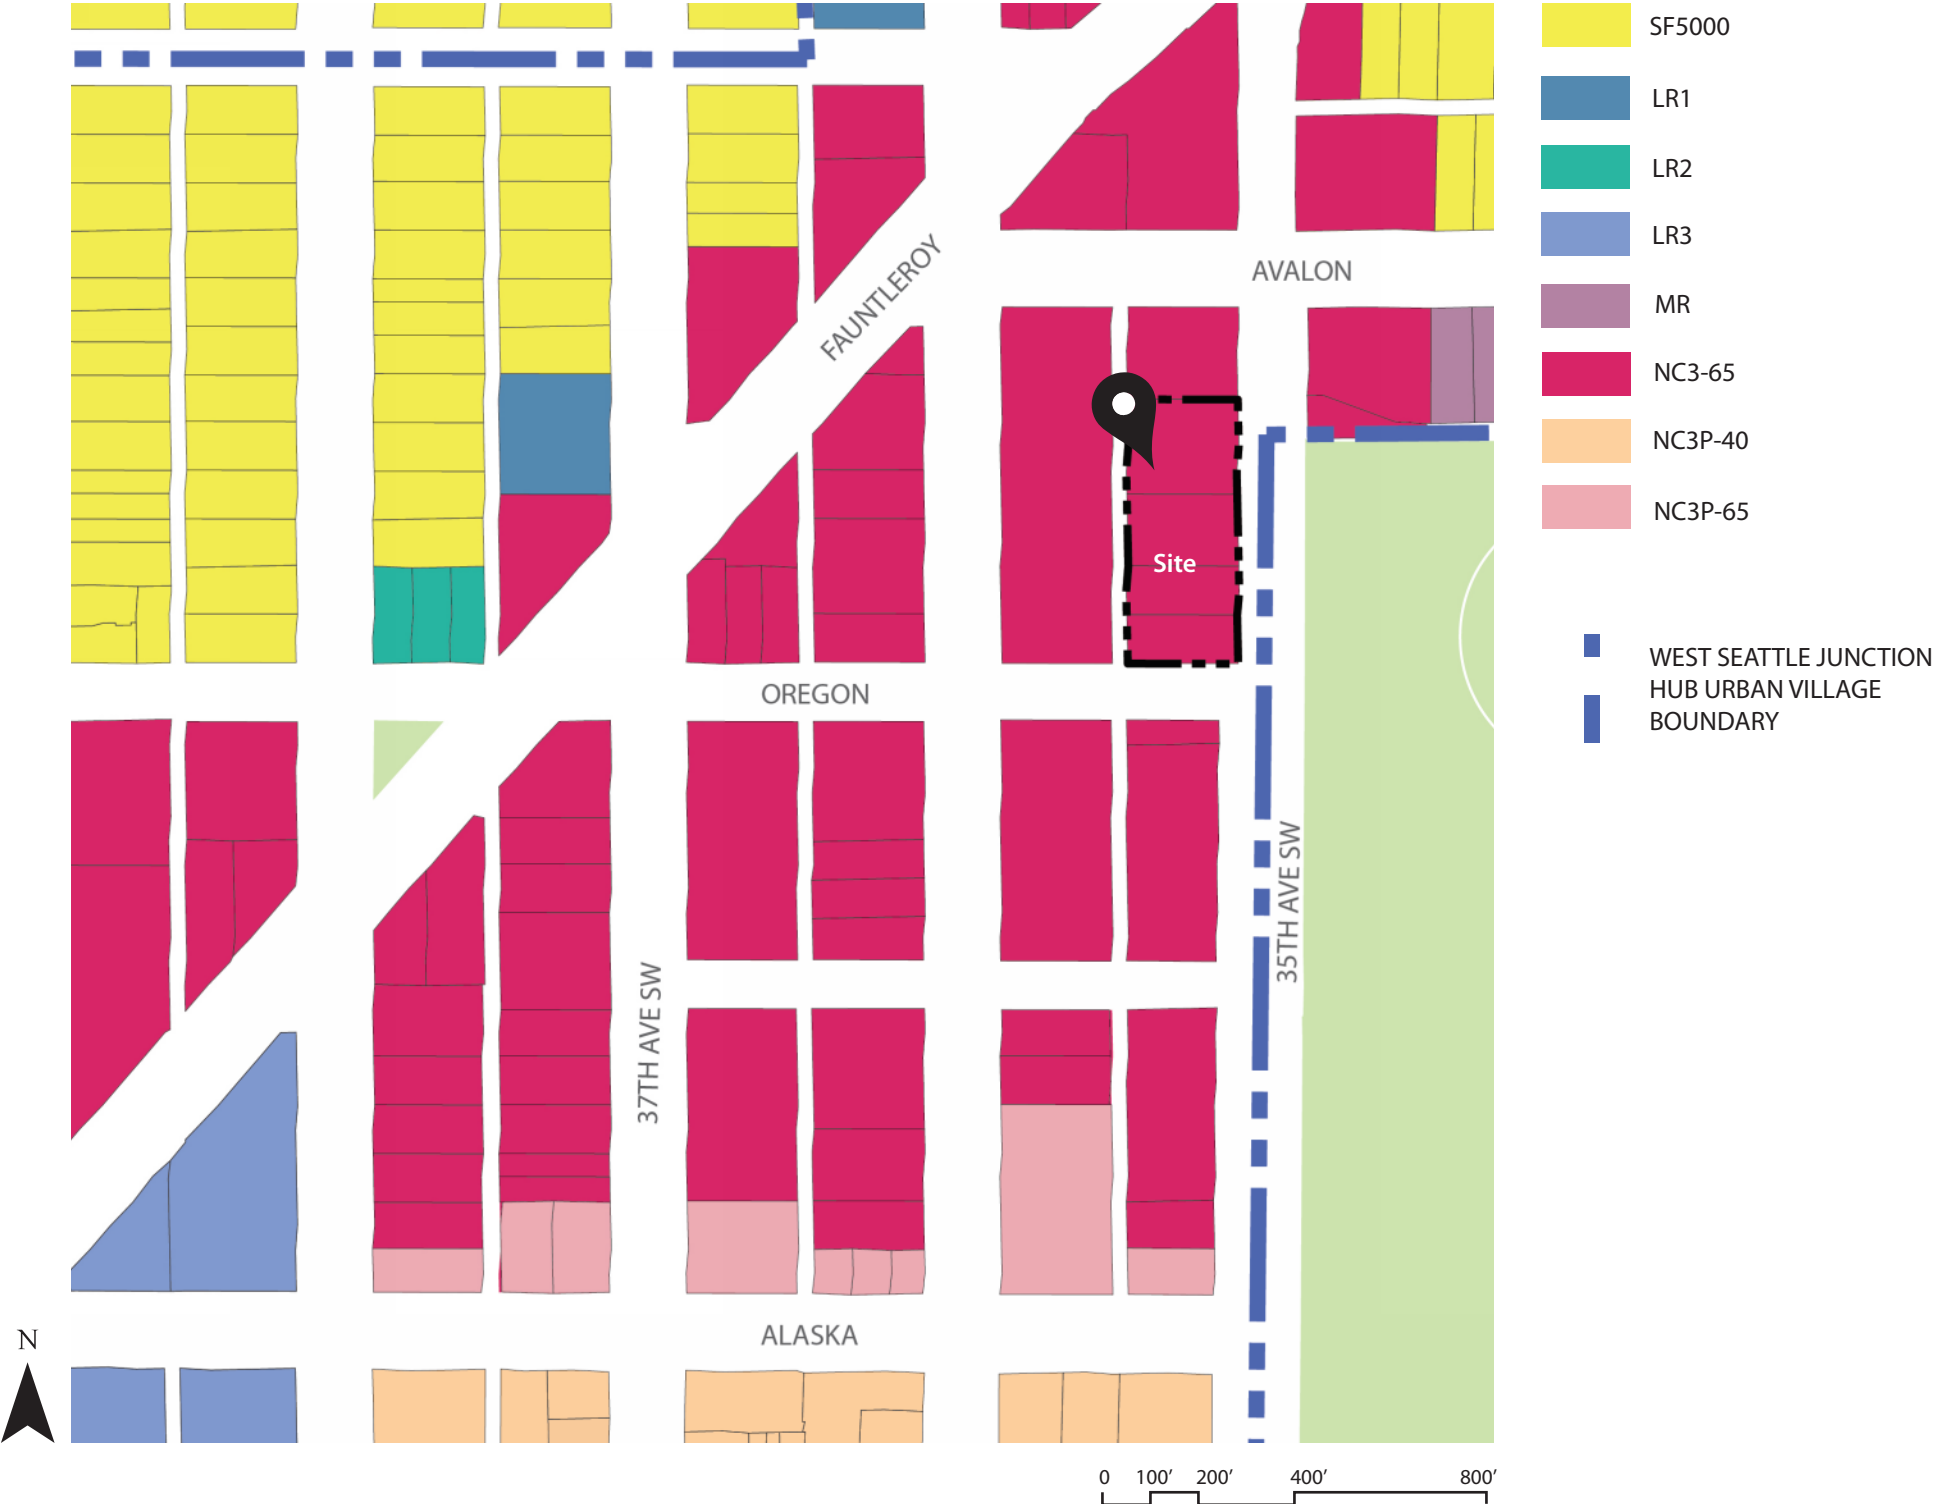 SF5000
LR1
LR2
LR3
MR
NC3-65
NC3P-40
NC3P-65
WEST SEATTLE JUNCTION
HUB URBAN VILLAGE
BOUNDARY
FAUNTLEROY
AVALON
Site
OREGON
35TH AVE SW
37TH AVE SW
ALASKA
N
0 100’ 200’ 400’ 800’